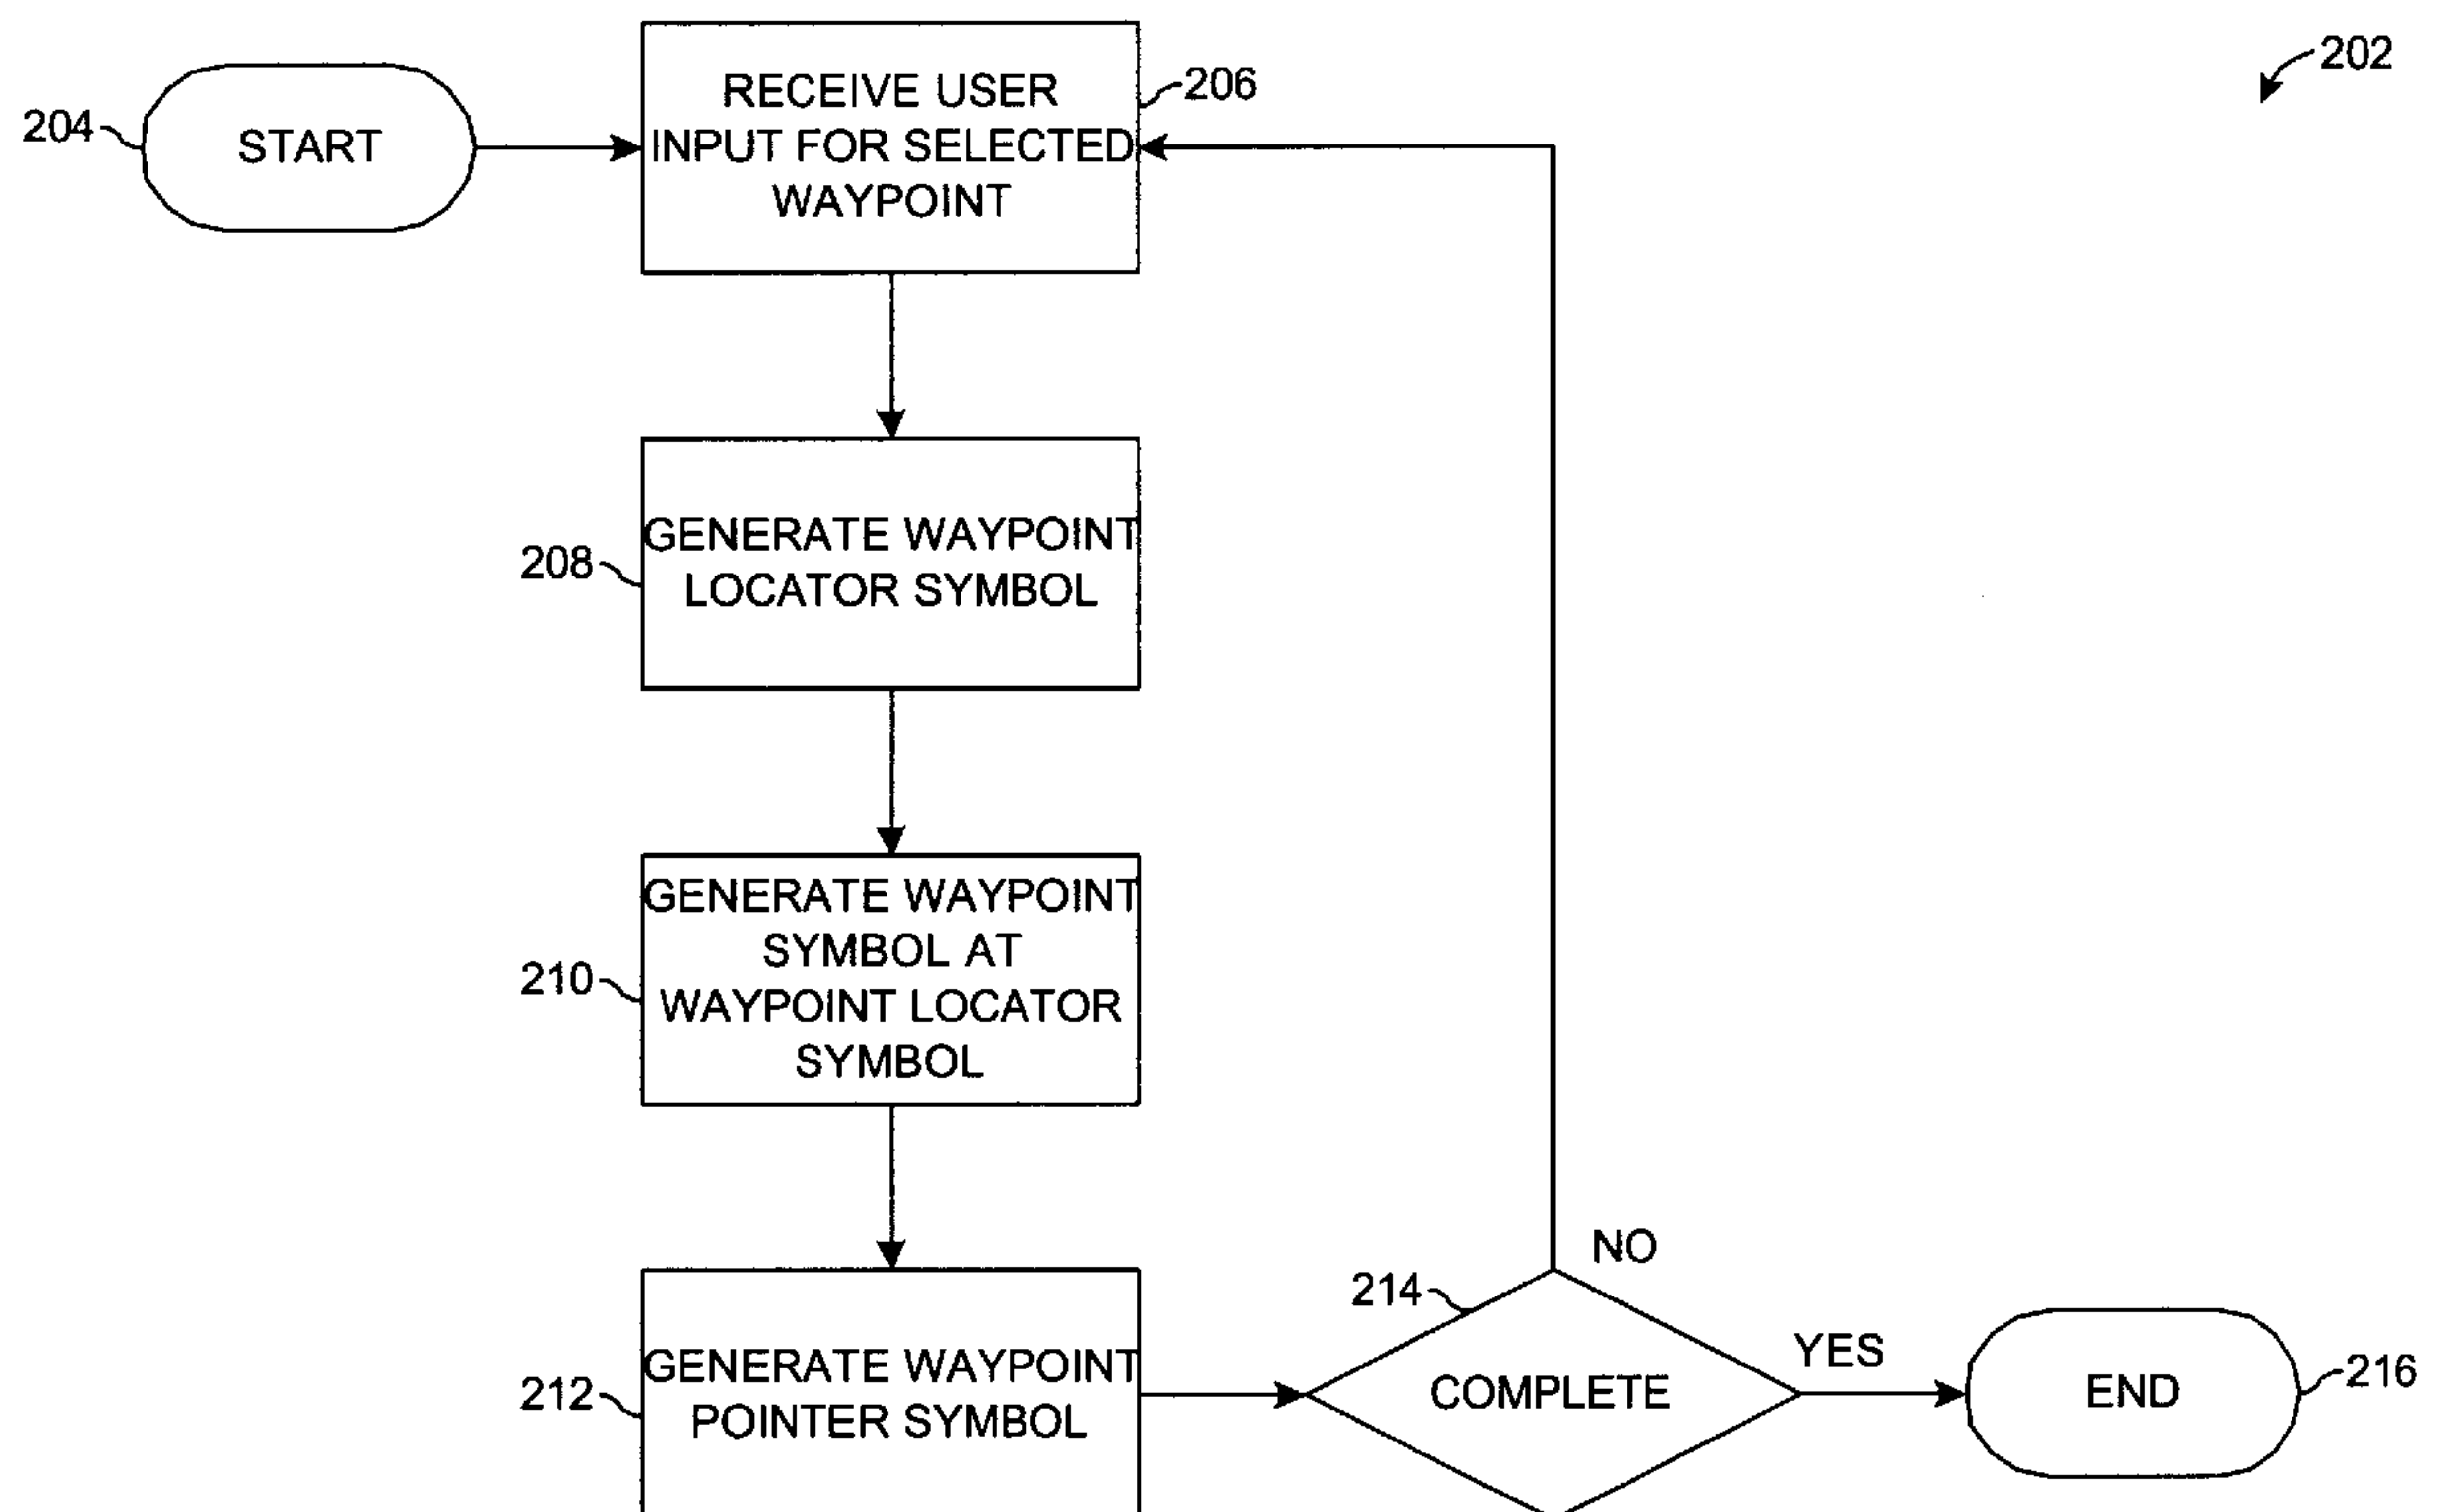 202
204
START
RECEIVE USER
INPUT FOR SELECTED
WAYPOINT
206
208
GENERATE WAYPOINT
LOCATOR SYMBOL
210
GENERATE WAYPOINT
SYMBOL AT
WAYPOINT LOCATOR
SYMBOL
212
GENERATE WAYPOINT
POINTER SYMBOL
214
COMPLETE
NO
YES
END
216